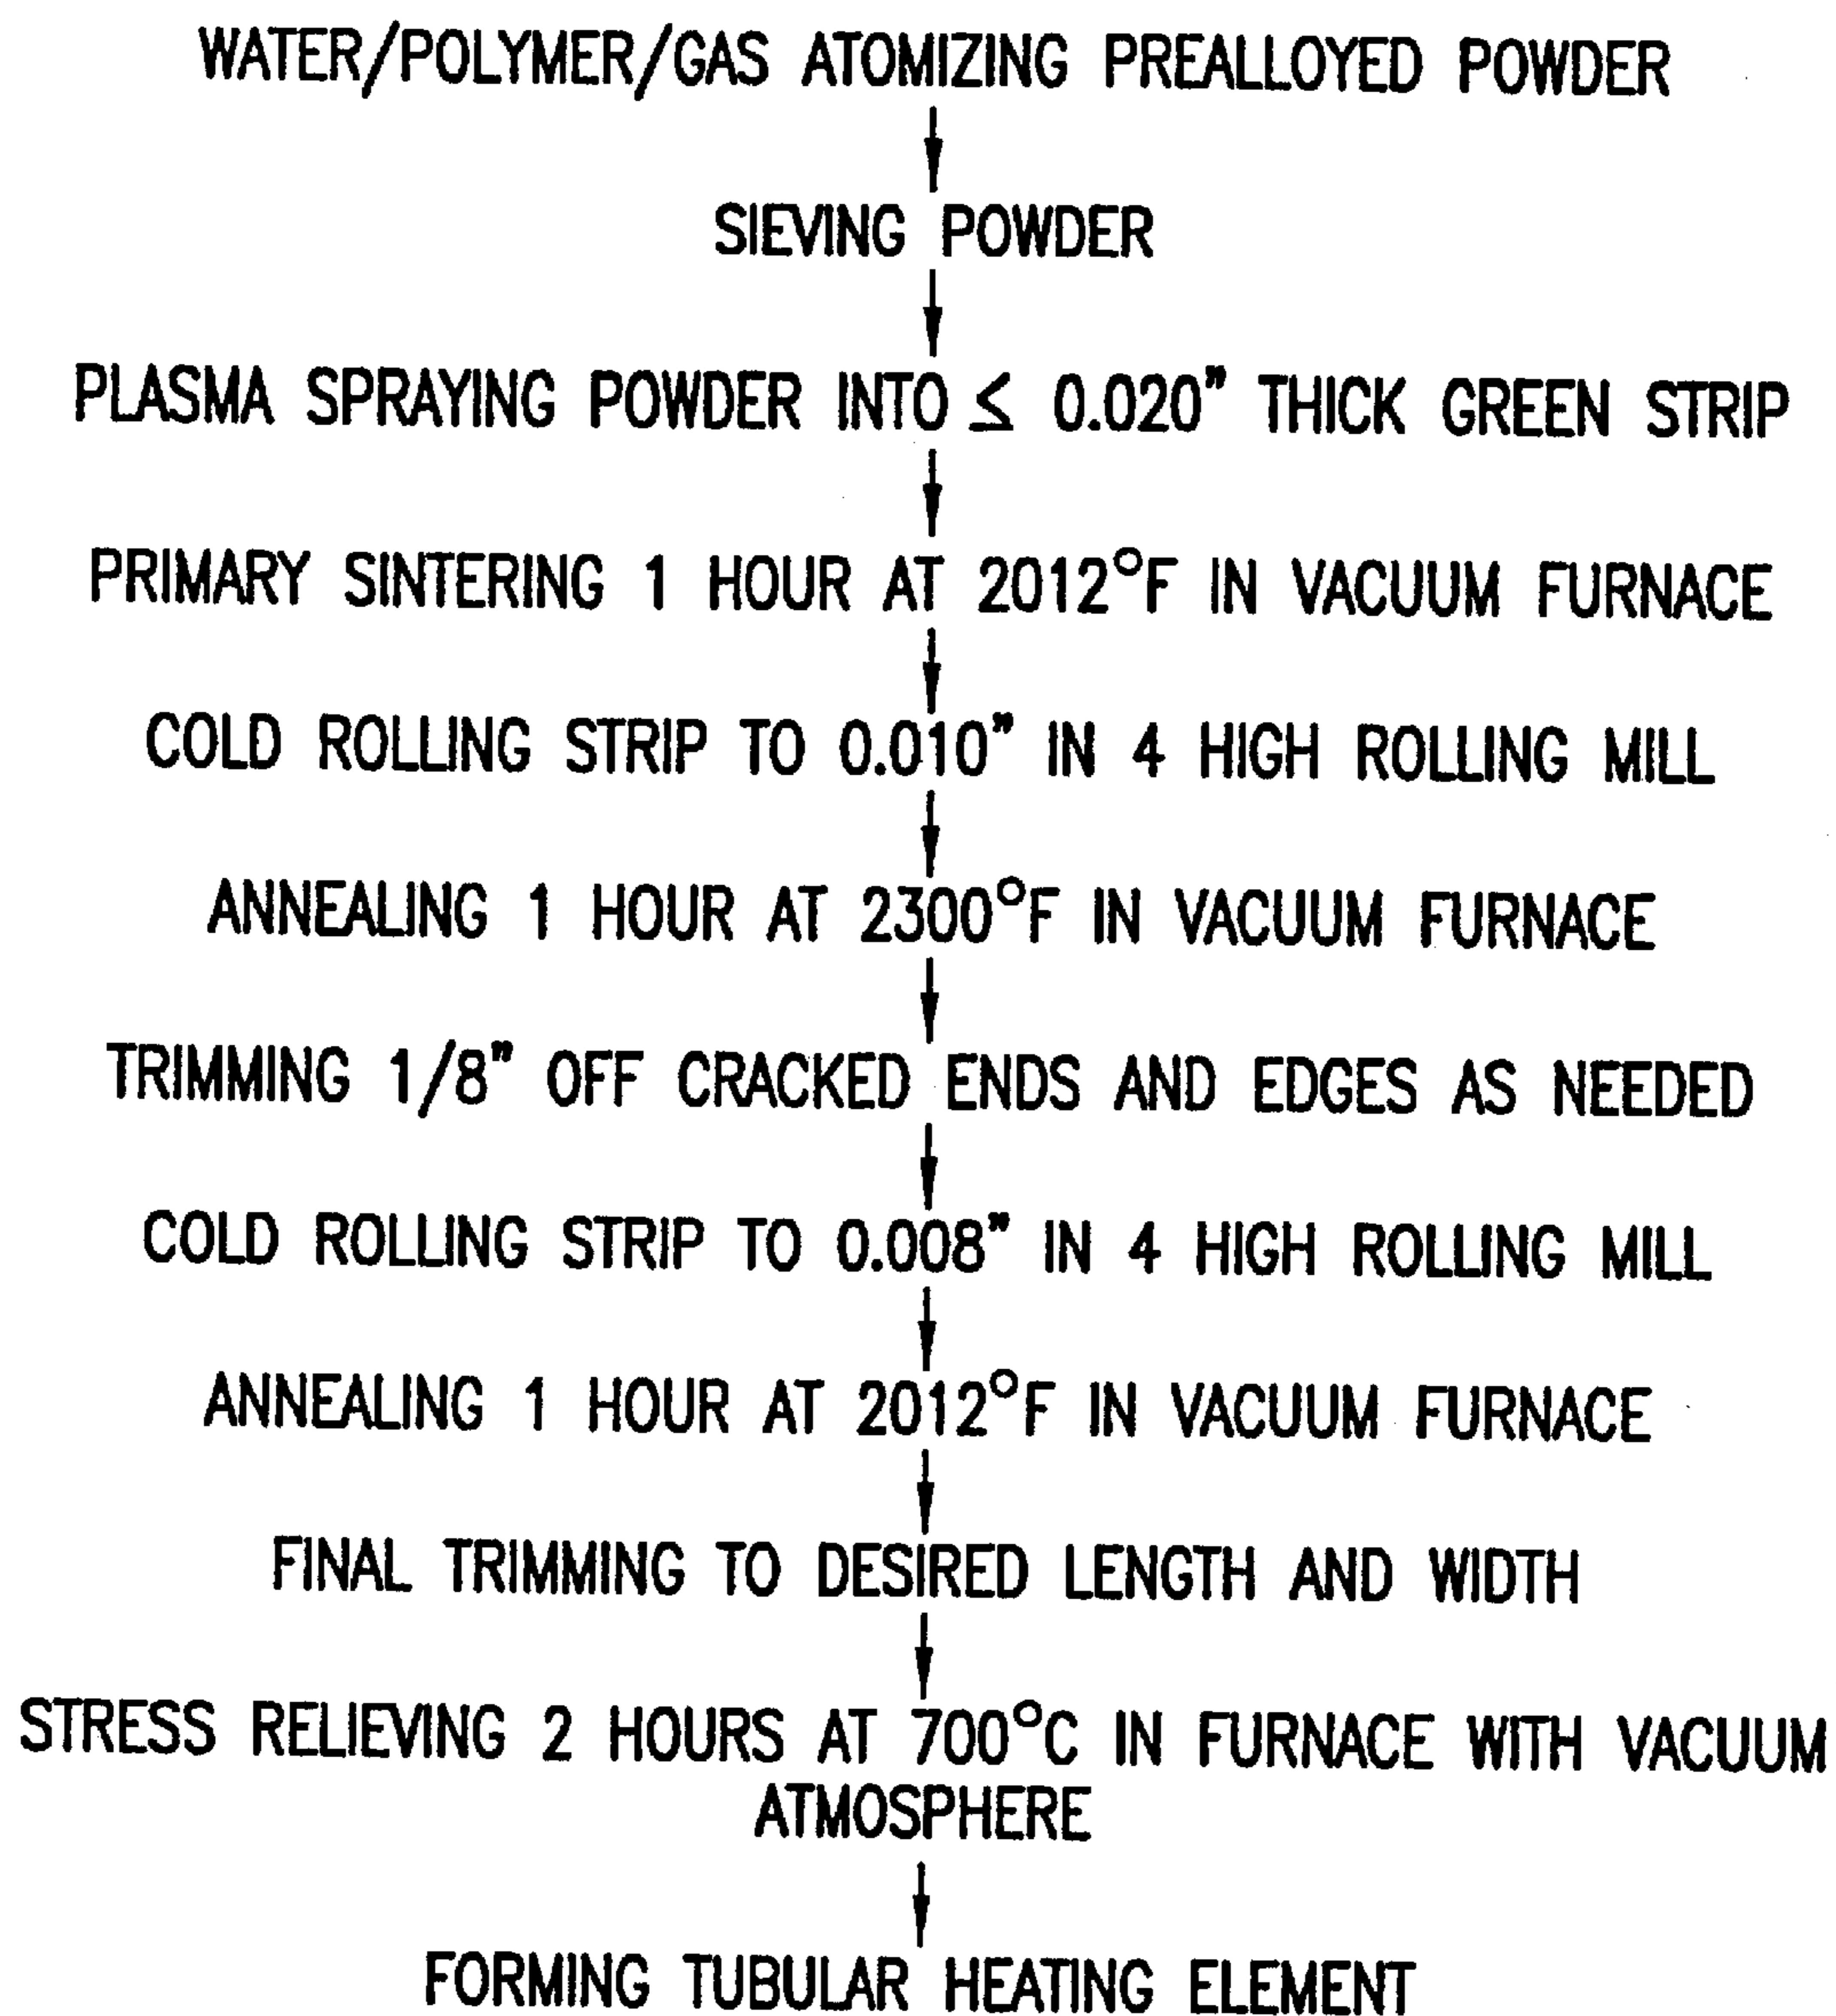 WATER/POLYMER/GAS ATOMIZING PREALLOYED POWDER
SIEVING POWDER
PLASMA SPRAYING POWDER INTO ≤ 0.020" THICK GREEN STRIP
PRIMARY SINTERING 1 HOUR AT 2012°F IN VACUUM FURNACE
COLD ROLLING STRIP TO 0.010" IN 4 HIGH ROLLING MILL
ANNEALING 1 HOUR AT 2300°F IN VACUUM FURNACE
TRIMMING 1/8" OFF CRACKED ENDS AND EDGES AS NEEDED
COLD ROLLING STRIP TO 0.008" IN 4 HIGH ROLLING MILL
ANNEALING 1 HOUR AT 2012°F IN VACUUM FURNACE
FINAL TRIMMING TO DESIRED LENGTH AND WIDTH
STRESS RELIEVING 2 HOURS AT 700°C IN FURNACE WITH VACUUM
ATMOSPHERE
FORMING TUBULAR HEATING ELEMENT